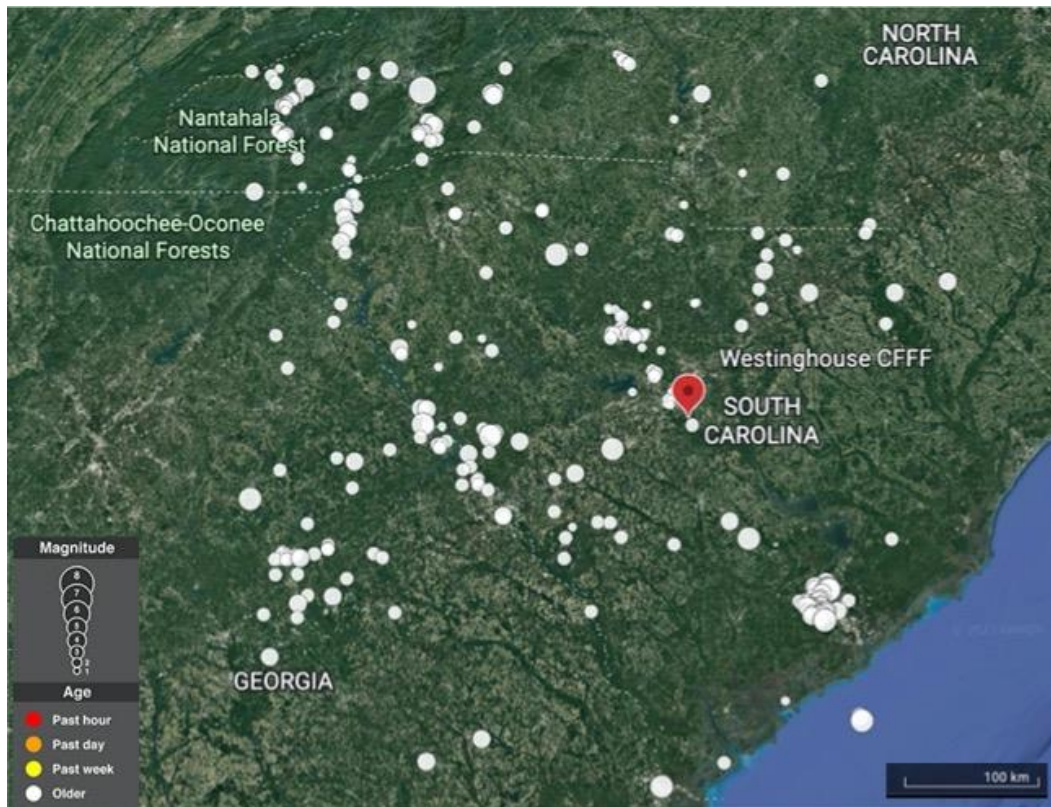 NORTH
CAROLINA
Nantahala
National Forest
Chattahoochee-Oconee
National Forests
Westinghouse CFFF
SOUTH
CAROLINA
GEORGIA
Magnitude
8
7
6
5
4
3
2
1
Age
Past hour
Past day
Past week
Older
100 km